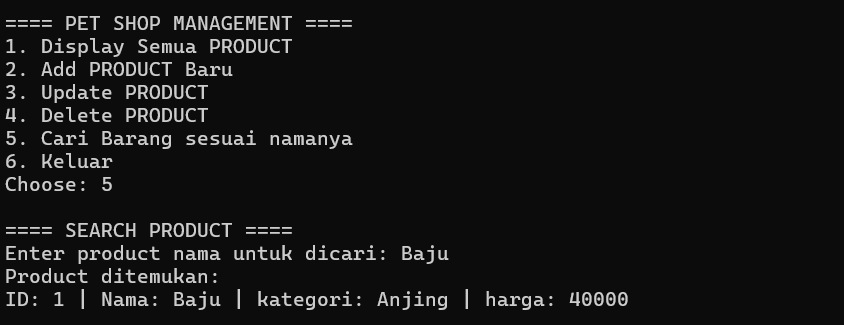 ==== PET SHOP MANAGEMENT ====
1. Display Semua PRODUCT
2. Add PRODUCT Baru
3. Update PRODUCT
4. Delete PRODUCT
5. Cari Barang sesuai namanya
6. Keluar
Choose: 5
==== SEARCH PRODUCT ====
Enter product nama untuk dicari: Baju
Product ditemukan:
ID: 1 | Nama: Baju | kategori: Anjing | harga: 40000